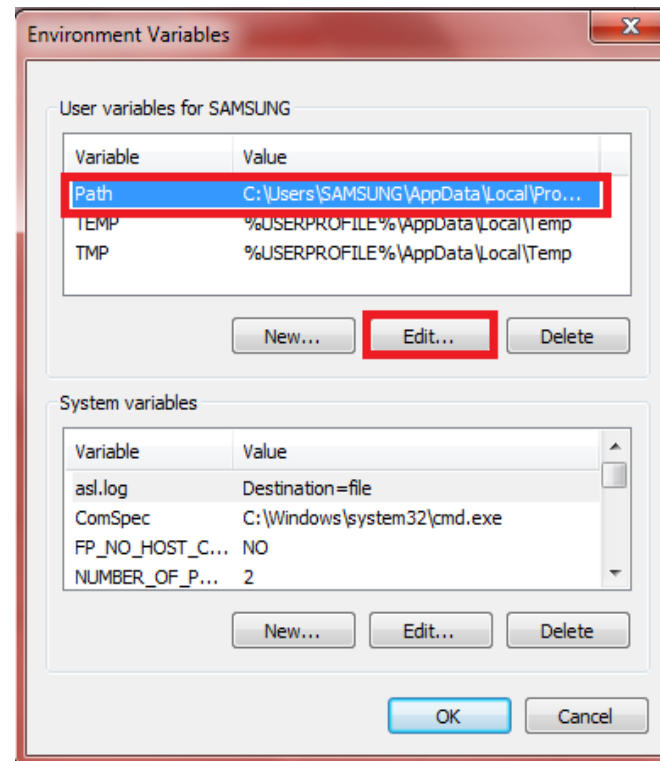 Environment Variables
User variables for SAMSUNG
Variable Value
Path C:\Users\SAMSUNG\AppData\Local\Pro...
TEMP %USERPROFILE%\AppData\Local\Temp
TMP %USERPROFILE%\AppData\Local\Temp
New... Edit... Delete
System variables
Variable Value
asl.log Destination=file
ComSpec C:\Windows\system32\cmd.exe
FP_NO_HOST_C... NO
NUMBER_OF_P... 2
New... Edit... Delete
OK Cancel